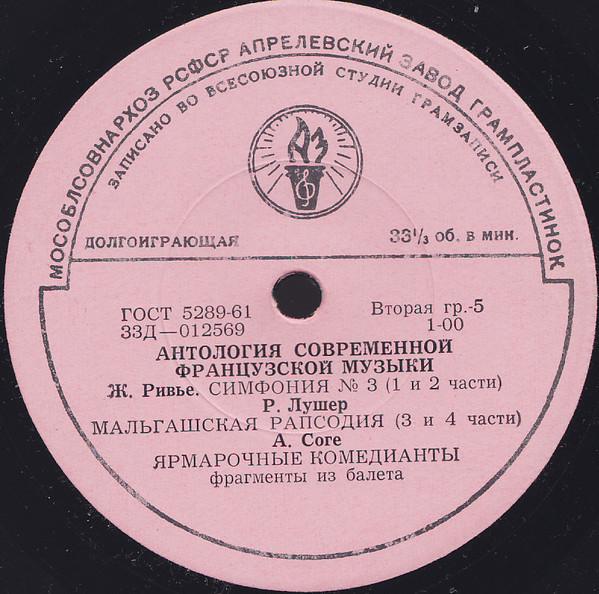 МОСОБЛСОВНАРХОЗ РСФСР АПРЕЛЕВСКИЙ ЗАВОД ГРАМПЛАСТИНОК
ЗАПИСАНО ВО ВСЕСОЮЗНОЙ СТУДИИ ГРАМЗАПИСИ
АЗ
ДОЛГОИГРАЮЩАЯ 33⅓ об. в мин.
ГОСТ 5289-61 Вторая гр.-5
33Д—012569 1-00
АНТОЛОГИЯ СОВРЕМЕННОЙ
ФРАНЦУЗСКОЙ МУЗЫКИ
Ж. Ривье. СИМФОНИЯ № 3 (1 и 2 части)
Р. Лушер
МАЛЬГАШСКАЯ РАПСОДИЯ (3 и 4 части)
А. Соге
ЯРМАРОЧНЫЕ КОМЕДИАНТЫ
фрагменты из балета